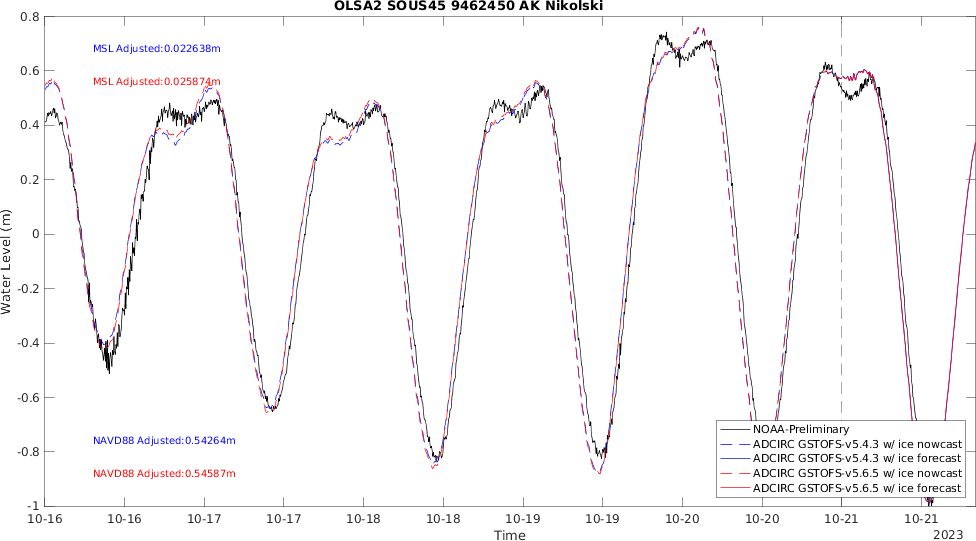 OLSA2 SOUS45 9462450 AK Nikolski
0.8
0.6
0.4
0.2
0
-0.2
-0.4
-0.6
-0.8
-1
Water Level (m)
MSL Adjusted:0.022638m
MSL Adjusted:0.025874m
NAVD88 Adjusted:0.54264m
NAVD88 Adjusted:0.54587m
NOAA-Preliminary
ADCIRC GSTOFS-v5.4.3 w/ ice nowcast
ADCIRC GSTOFS-v5.4.3 w/ ice forecast
ADCIRC GSTOFS-v5.6.5 w/ ice nowcast
ADCIRC GSTOFS-v5.6.5 w/ ice forecast
10-16 10-16 10-17 10-17 10-18 10-18 10-19 10-19 10-20 10-20 10-21 10-21
Time
2023